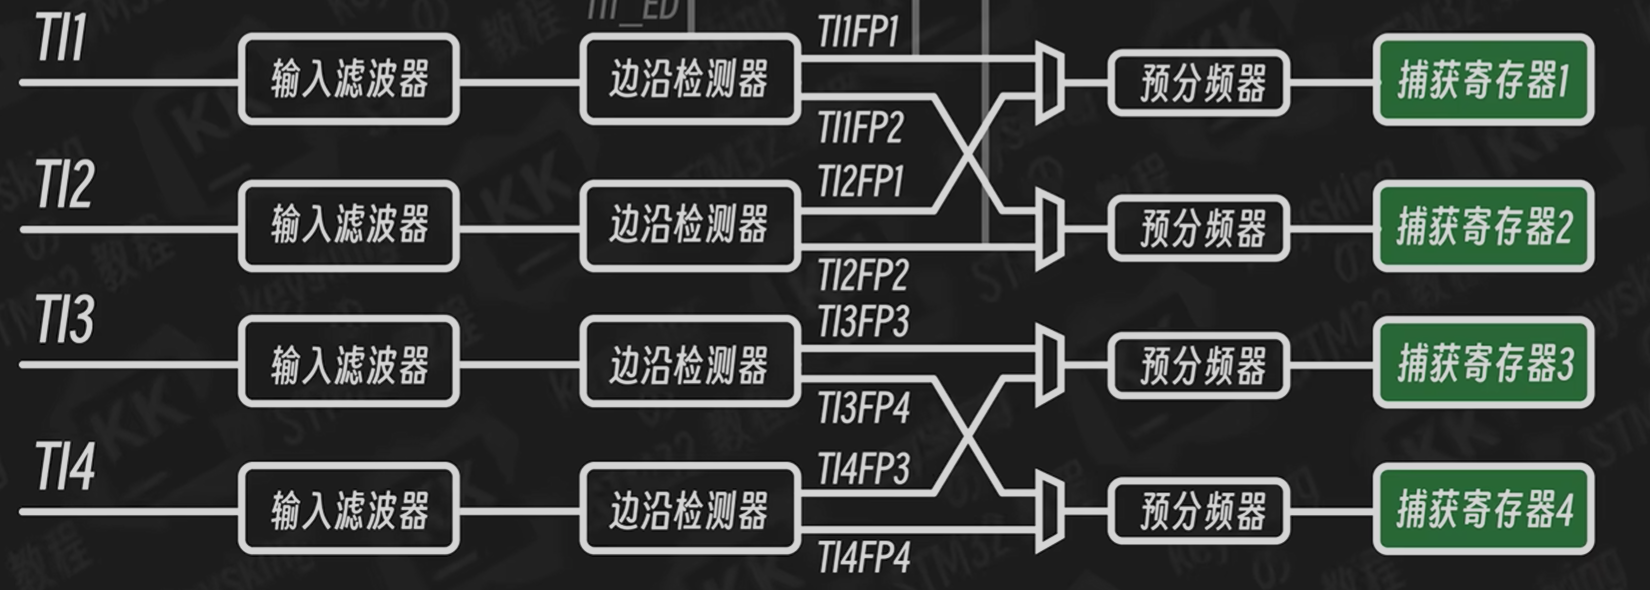 TI1_ED
TI1
输入滤波器
边沿检测器
TI1FP1
TI1FP2
预分频器
捕获寄存器1
TI2
输入滤波器
边沿检测器
TI2FP1
TI2FP2
预分频器
捕获寄存器2
TI3
输入滤波器
边沿检测器
TI3FP3
TI3FP4
预分频器
捕获寄存器3
TI4
输入滤波器
边沿检测器
TI4FP3
TI4FP4
预分频器
捕获寄存器4